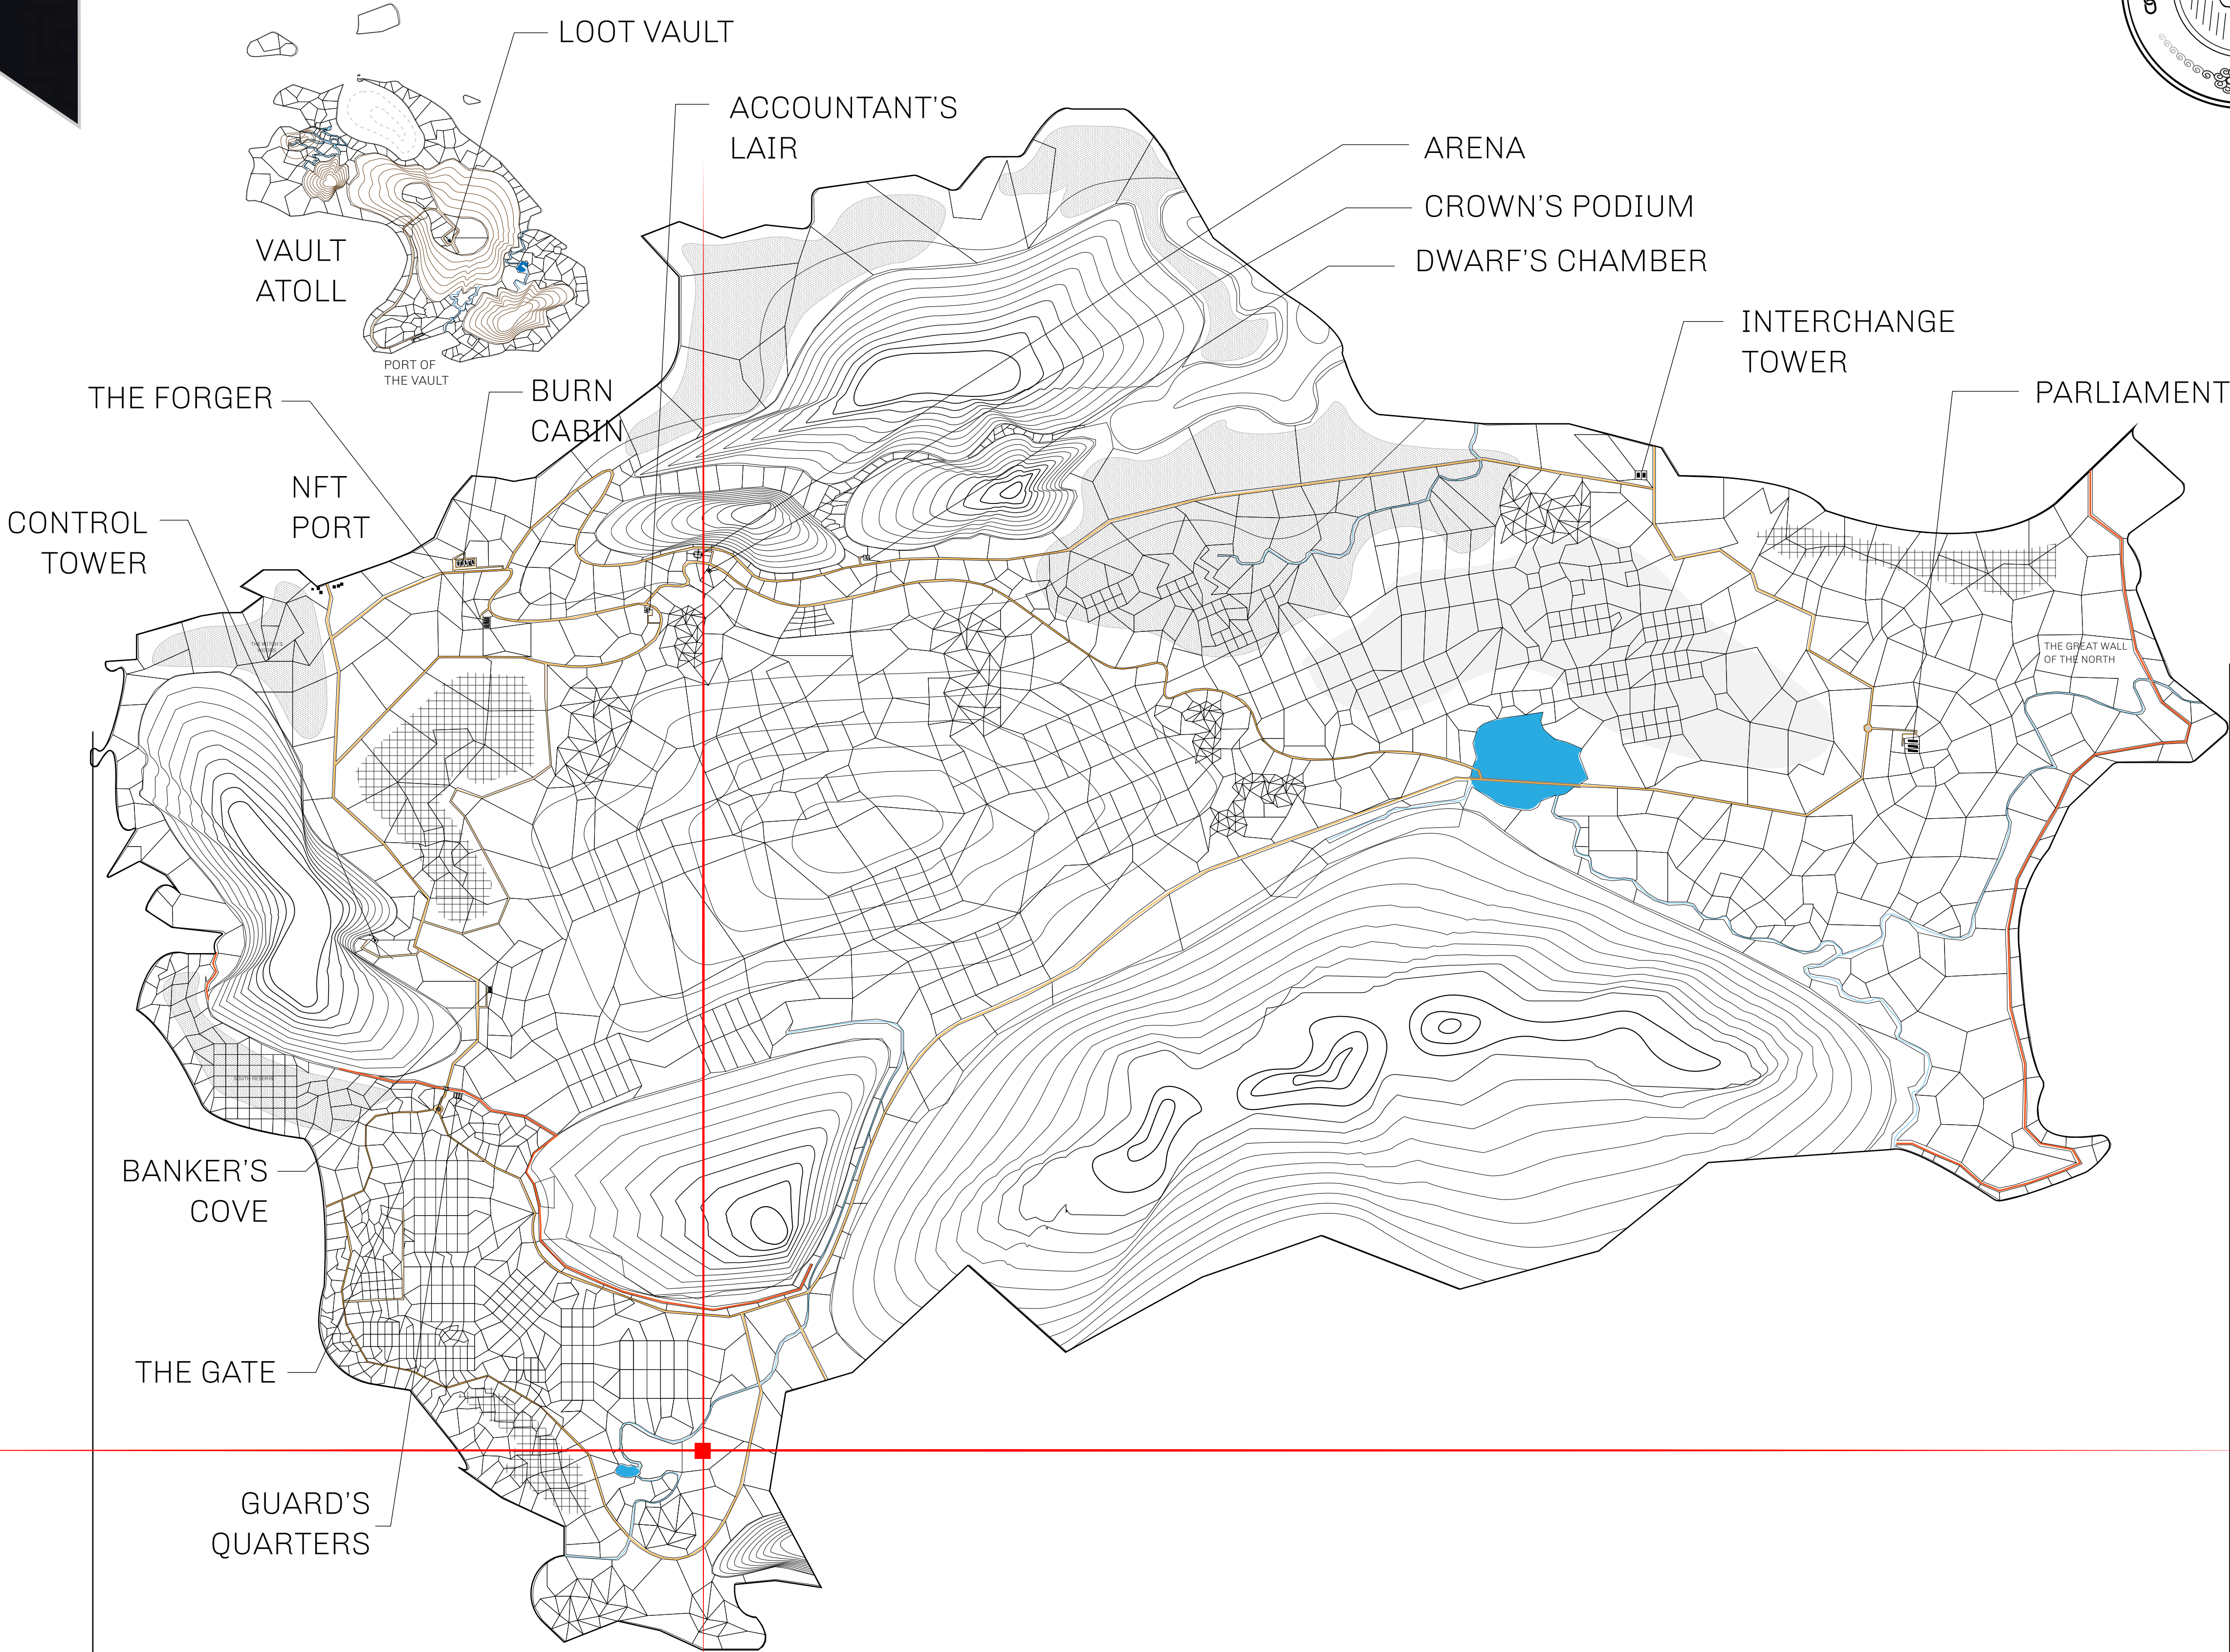 LOOT VAULT
ACCOUNTANT'S
LAIR
ARENA
CROWN'S PODIUM
DWARF'S CHAMBER
VAULT
ATOLL
INTERCHANGE
TOWER
PORT OF
THE VAULT
THE FORGER
BURN
CABIN
PARLIAMENT
NFT
PORT
CONTROL
TOWER
THE GREAT WALL
OF THE NORTH
SOUTH RESERVE
BANKER'S
COVE
THE GATE
GUARD'S
QUARTERS